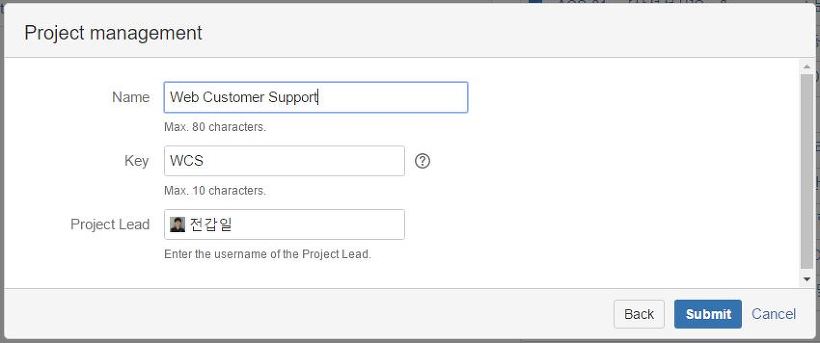 Project management
Name
Web Customer Support
Max. 80 characters.
Key
WCS
Max. 10 characters.
Project Lead
전갑일
Enter the username of the Project Lead.
Back
Submit
Cancel